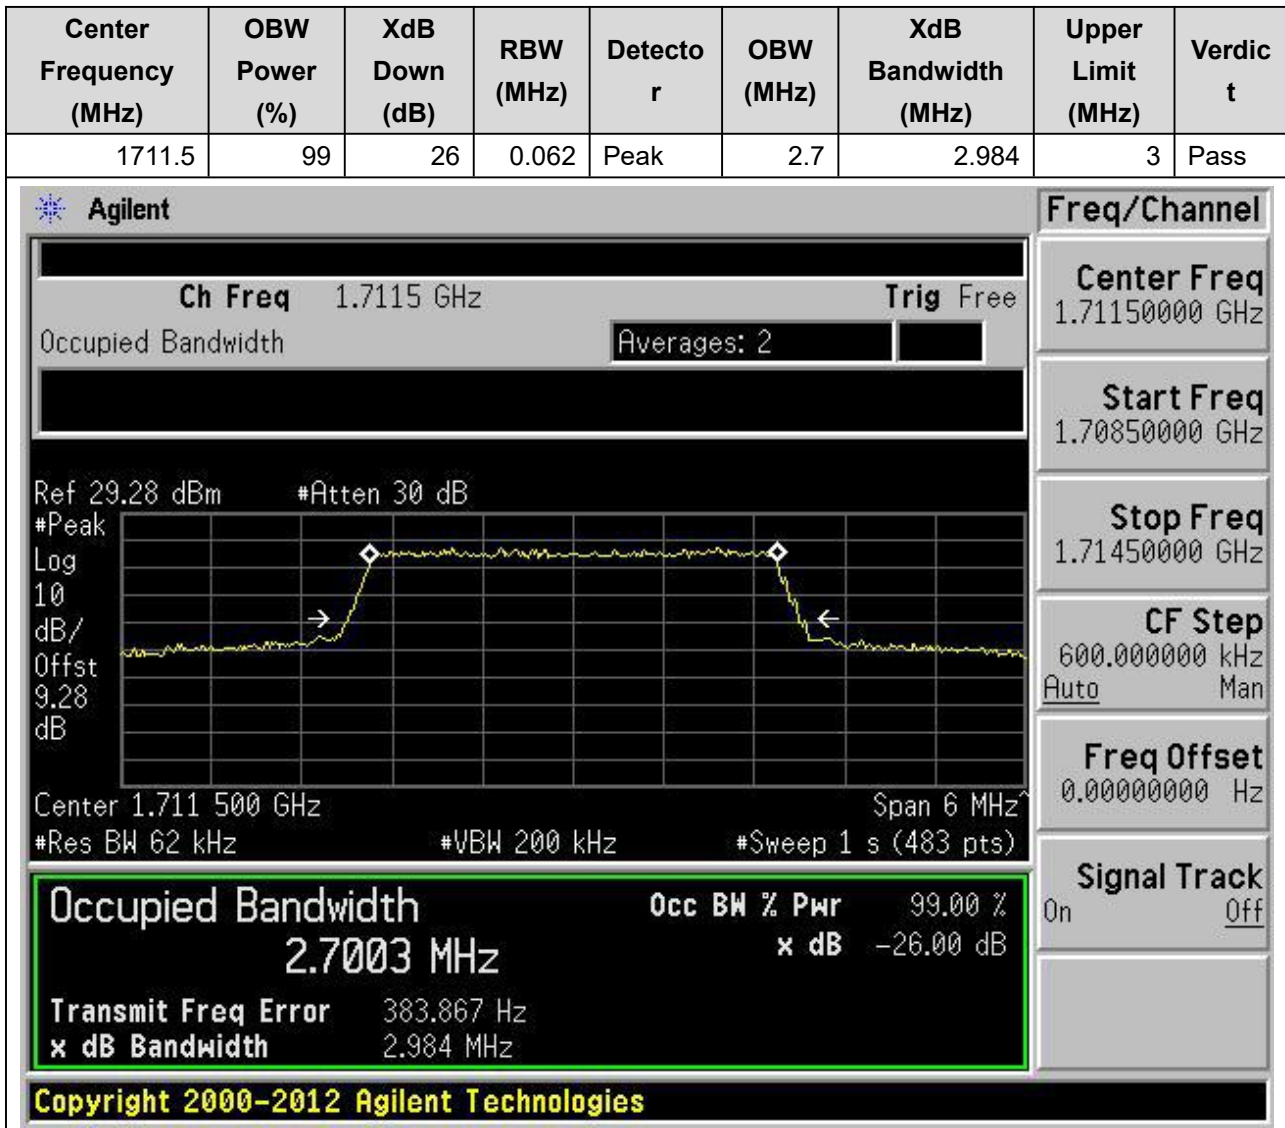 Center Frequency (MHz) OBW Power (%) XdB Down (dB) RBW (MHz) Detector OBW (MHz) XdB Bandwidth (MHz) Upper Limit (MHz) Verdict
1711.5 99 26 0.062 Peak 2.7 2.984 3 Pass
Agilent
Freq/Channel
Ch Freq 1.7115 GHz Trig Free
Occupied Bandwidth Averages: 2
Center Freq
1.71150000 GHz
Start Freq
1.70850000 GHz
Stop Freq
1.71450000 GHz
CF Step
600.000000 kHz
Auto Man
Freq Offset
0.00000000 Hz
Signal Track
On Off
Ref 29.28 dBm #Atten 30 dB
#Peak
Log
10
dB/
Offst
9.28
dB
Center 1.711 500 GHz Span 6 MHz^
#Res BW 62 kHz #VBW 200 kHz #Sweep 1 s (483 pts)
Occupied Bandwidth Occ BW % Pwr 99.00 %
2.7003 MHz x dB -26.00 dB
Transmit Freq Error 383.867 Hz
x dB Bandwidth 2.984 MHz
Copyright 2000-2012 Agilent Technologies